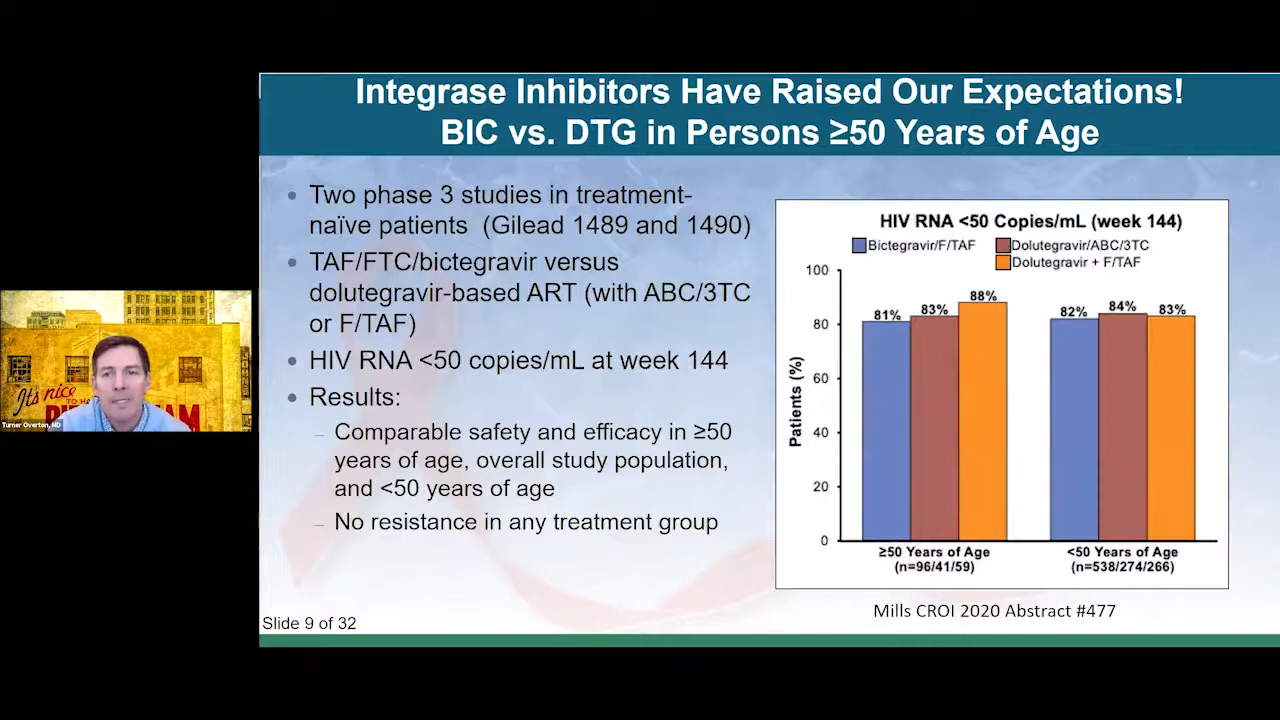 Integrase Inhibitors Have Raised Our Expectations!
BIC vs. DTG in Persons ≥50 Years of Age
• Two phase 3 studies in treatment-
naïve patients (Gilead 1489 and 1490)
• TAF/FTC/bictegravir versus
dolutegravir-based ART (with ABC/3TC
or F/TAF)
• HIV RNA <50 copies/mL at week 144
• Results:
– Comparable safety and efficacy in ≥50
years of age, overall study population,
and <50 years of age
– No resistance in any treatment group
Slide 9 of 32
HIV RNA <50 Copies/mL (week 144)
Bictegravir/F/TAF
Dolutegravir/ABC/3TC
Dolutegravir + F/TAF
Patients (%)
100
80
60
40
20
0
81%
83%
88%
82%
84%
83%
≥50 Years of Age
(n=96/41/59)
<50 Years of Age
(n=538/274/266)
Mills CROI 2020 Abstract #477
It's nice
TO HA
Turner Overton, MD